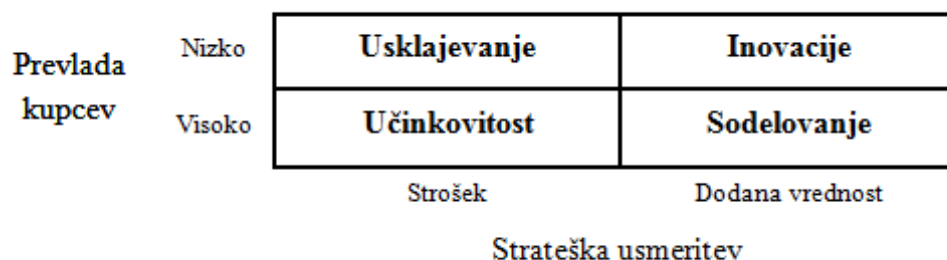 Prevlada
kupcev
Nizko
Usklajevanje
Inovacije
Visoko
Učinkovitost
Sodelovanje
Strošek
Dodana vrednost
Strateška usmeritev